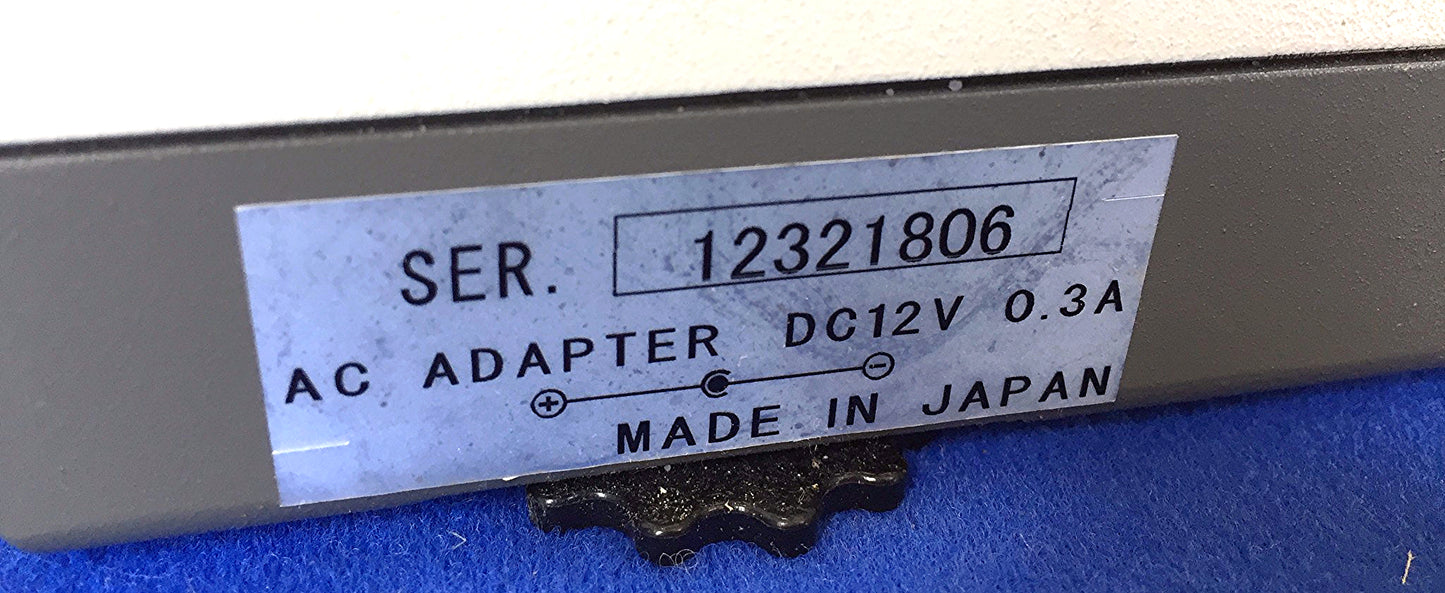 SER. 12321806
AC ADAPTER DC12V 0.3A
+ −
MADE IN JAPAN